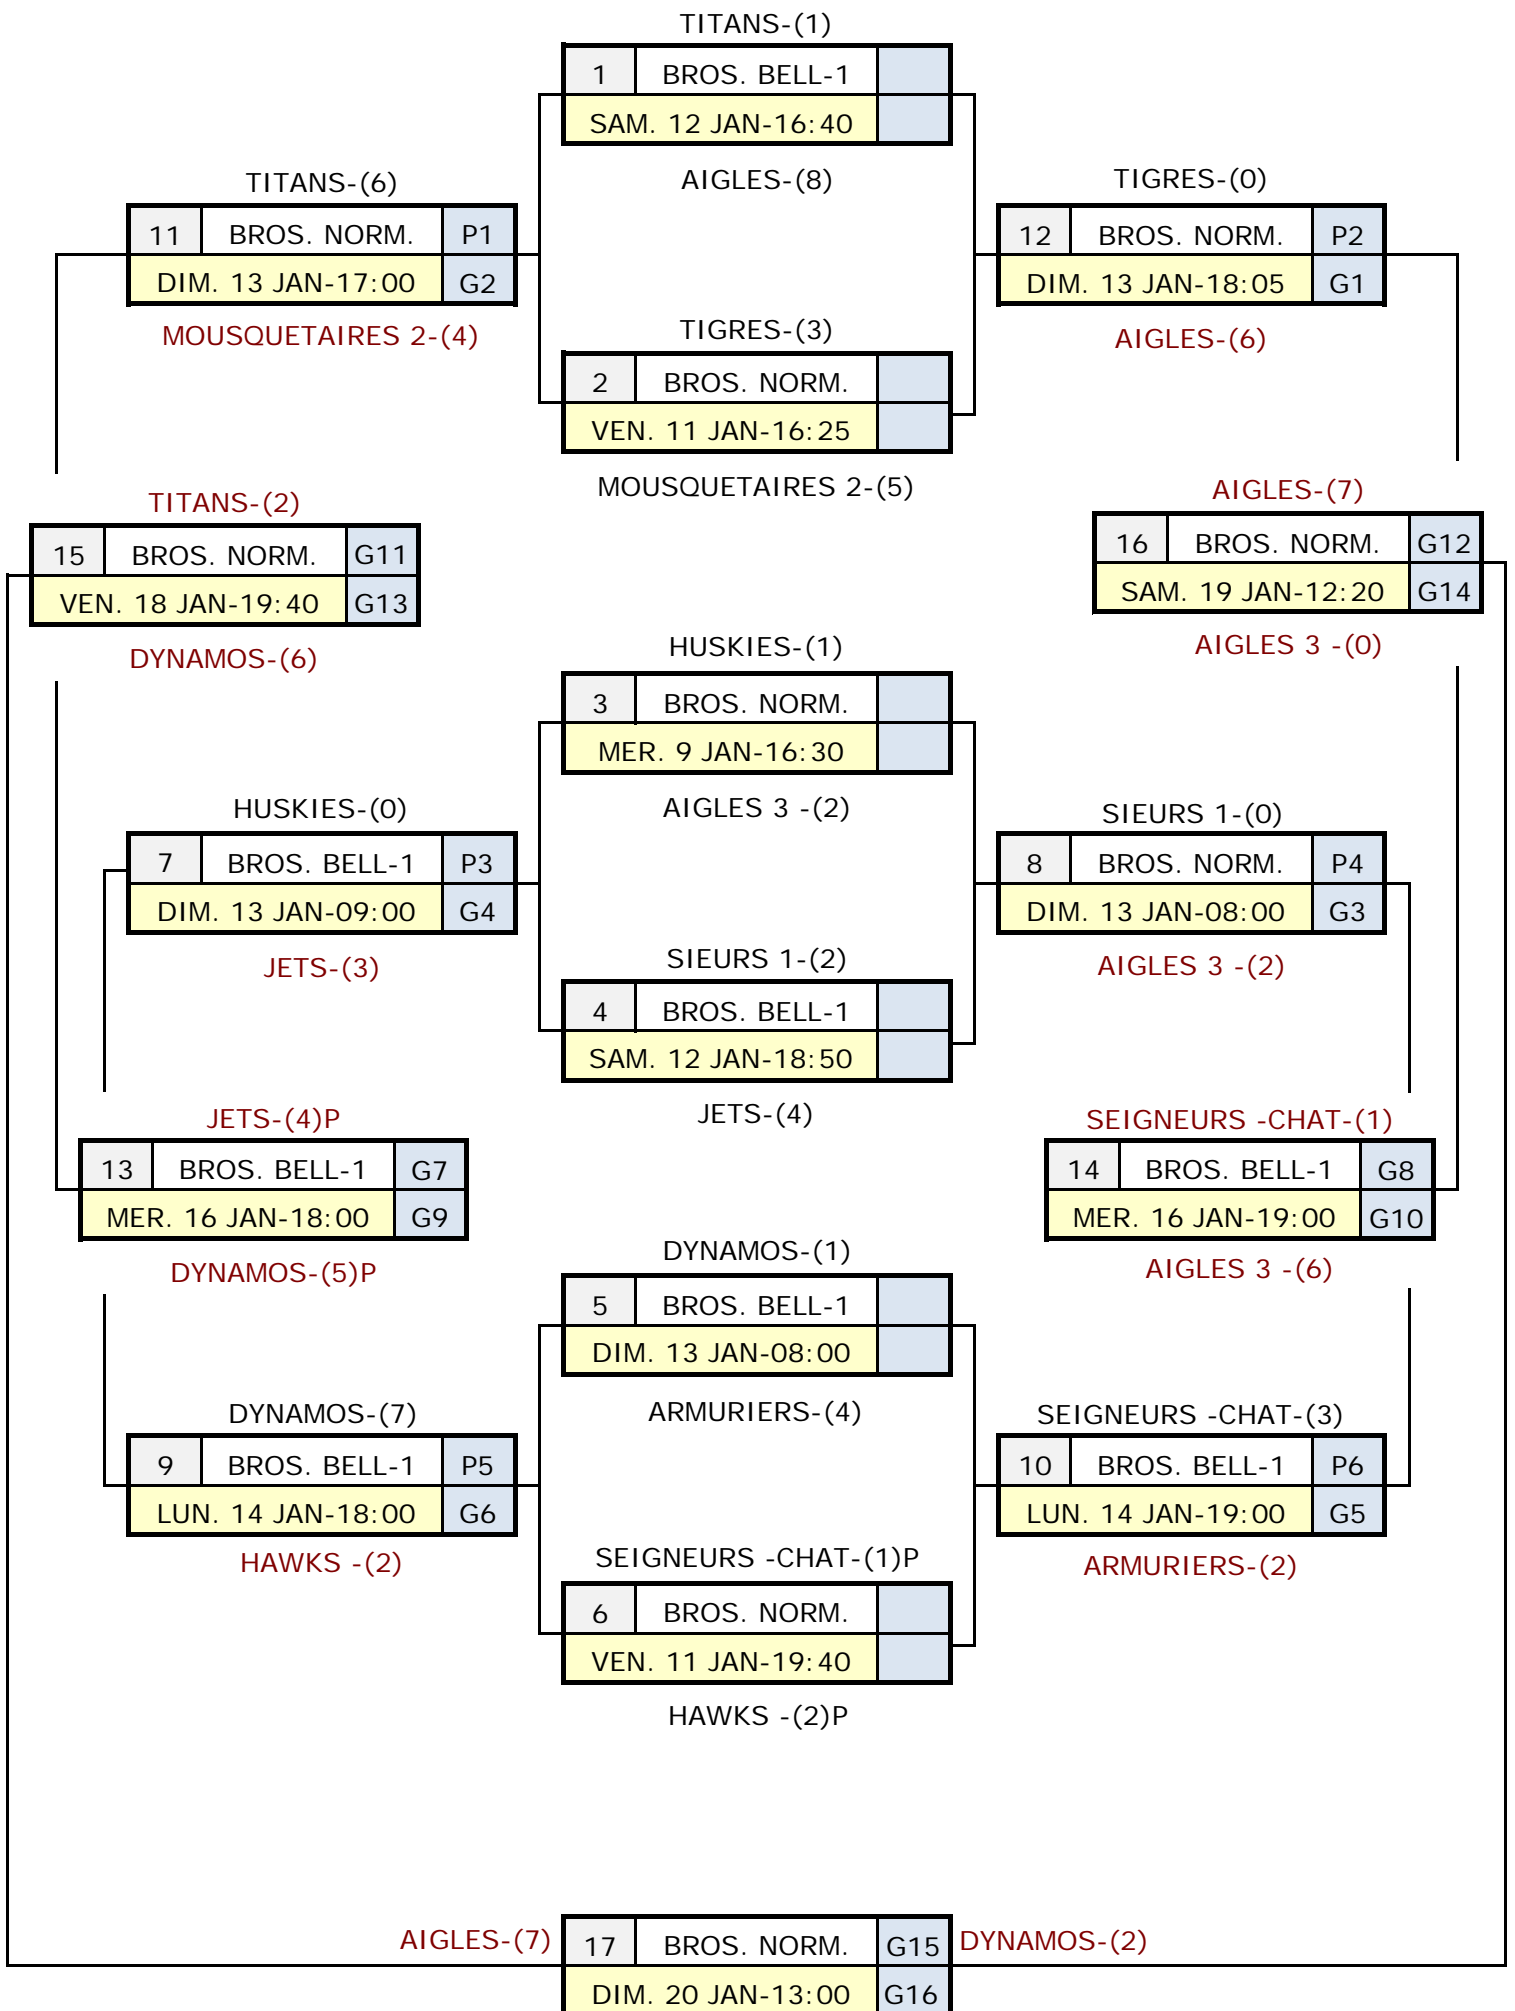 TITANS-(1)
1 BROS. BELL-1
SAM. 12 JAN-16:40
AIGLES-(8)
TITANS-(6)
11 BROS. NORM. P1
DIM. 13 JAN-17:00 G2
MOUSQUETAIRES 2-(4)
TIGRES-(0)
12 BROS. NORM. P2
DIM. 13 JAN-18:05 G1
AIGLES-(6)
TIGRES-(3)
2 BROS. NORM.
VEN. 11 JAN-16:25
MOUSQUETAIRES 2-(5)
TITANS-(2)
15 BROS. NORM. G11
VEN. 18 JAN-19:40 G13
DYNAMOS-(6)
AIGLES-(7)
16 BROS. NORM. G12
SAM. 19 JAN-12:20 G14
AIGLES 3 -(0)
HUSKIES-(1)
3 BROS. NORM.
MER. 9 JAN-16:30
AIGLES 3 -(2)
HUSKIES-(0)
7 BROS. BELL-1 P3
DIM. 13 JAN-09:00 G4
JETS-(3)
SIEURS 1-(0)
8 BROS. NORM. P4
DIM. 13 JAN-08:00 G3
AIGLES 3 -(2)
SIEURS 1-(2)
4 BROS. BELL-1
SAM. 12 JAN-18:50
JETS-(4)
JETS-(4)P
13 BROS. BELL-1 G7
MER. 16 JAN-18:00 G9
DYNAMOS-(5)P
SEIGNEURS -CHAT-(1)
14 BROS. BELL-1 G8
MER. 16 JAN-19:00 G10
AIGLES 3 -(6)
DYNAMOS-(1)
5 BROS. BELL-1
DIM. 13 JAN-08:00
ARMURIERS-(4)
DYNAMOS-(7)
9 BROS. BELL-1 P5
LUN. 14 JAN-18:00 G6
HAWKS -(2)
SEIGNEURS -CHAT-(3)
10 BROS. BELL-1 P6
LUN. 14 JAN-19:00 G5
ARMURIERS-(2)
SEIGNEURS -CHAT-(1)P
6 BROS. NORM.
VEN. 11 JAN-19:40
HAWKS -(2)P
AIGLES-(7) 17 BROS. NORM. G15 DYNAMOS-(2)
DIM. 20 JAN-13:00 G16